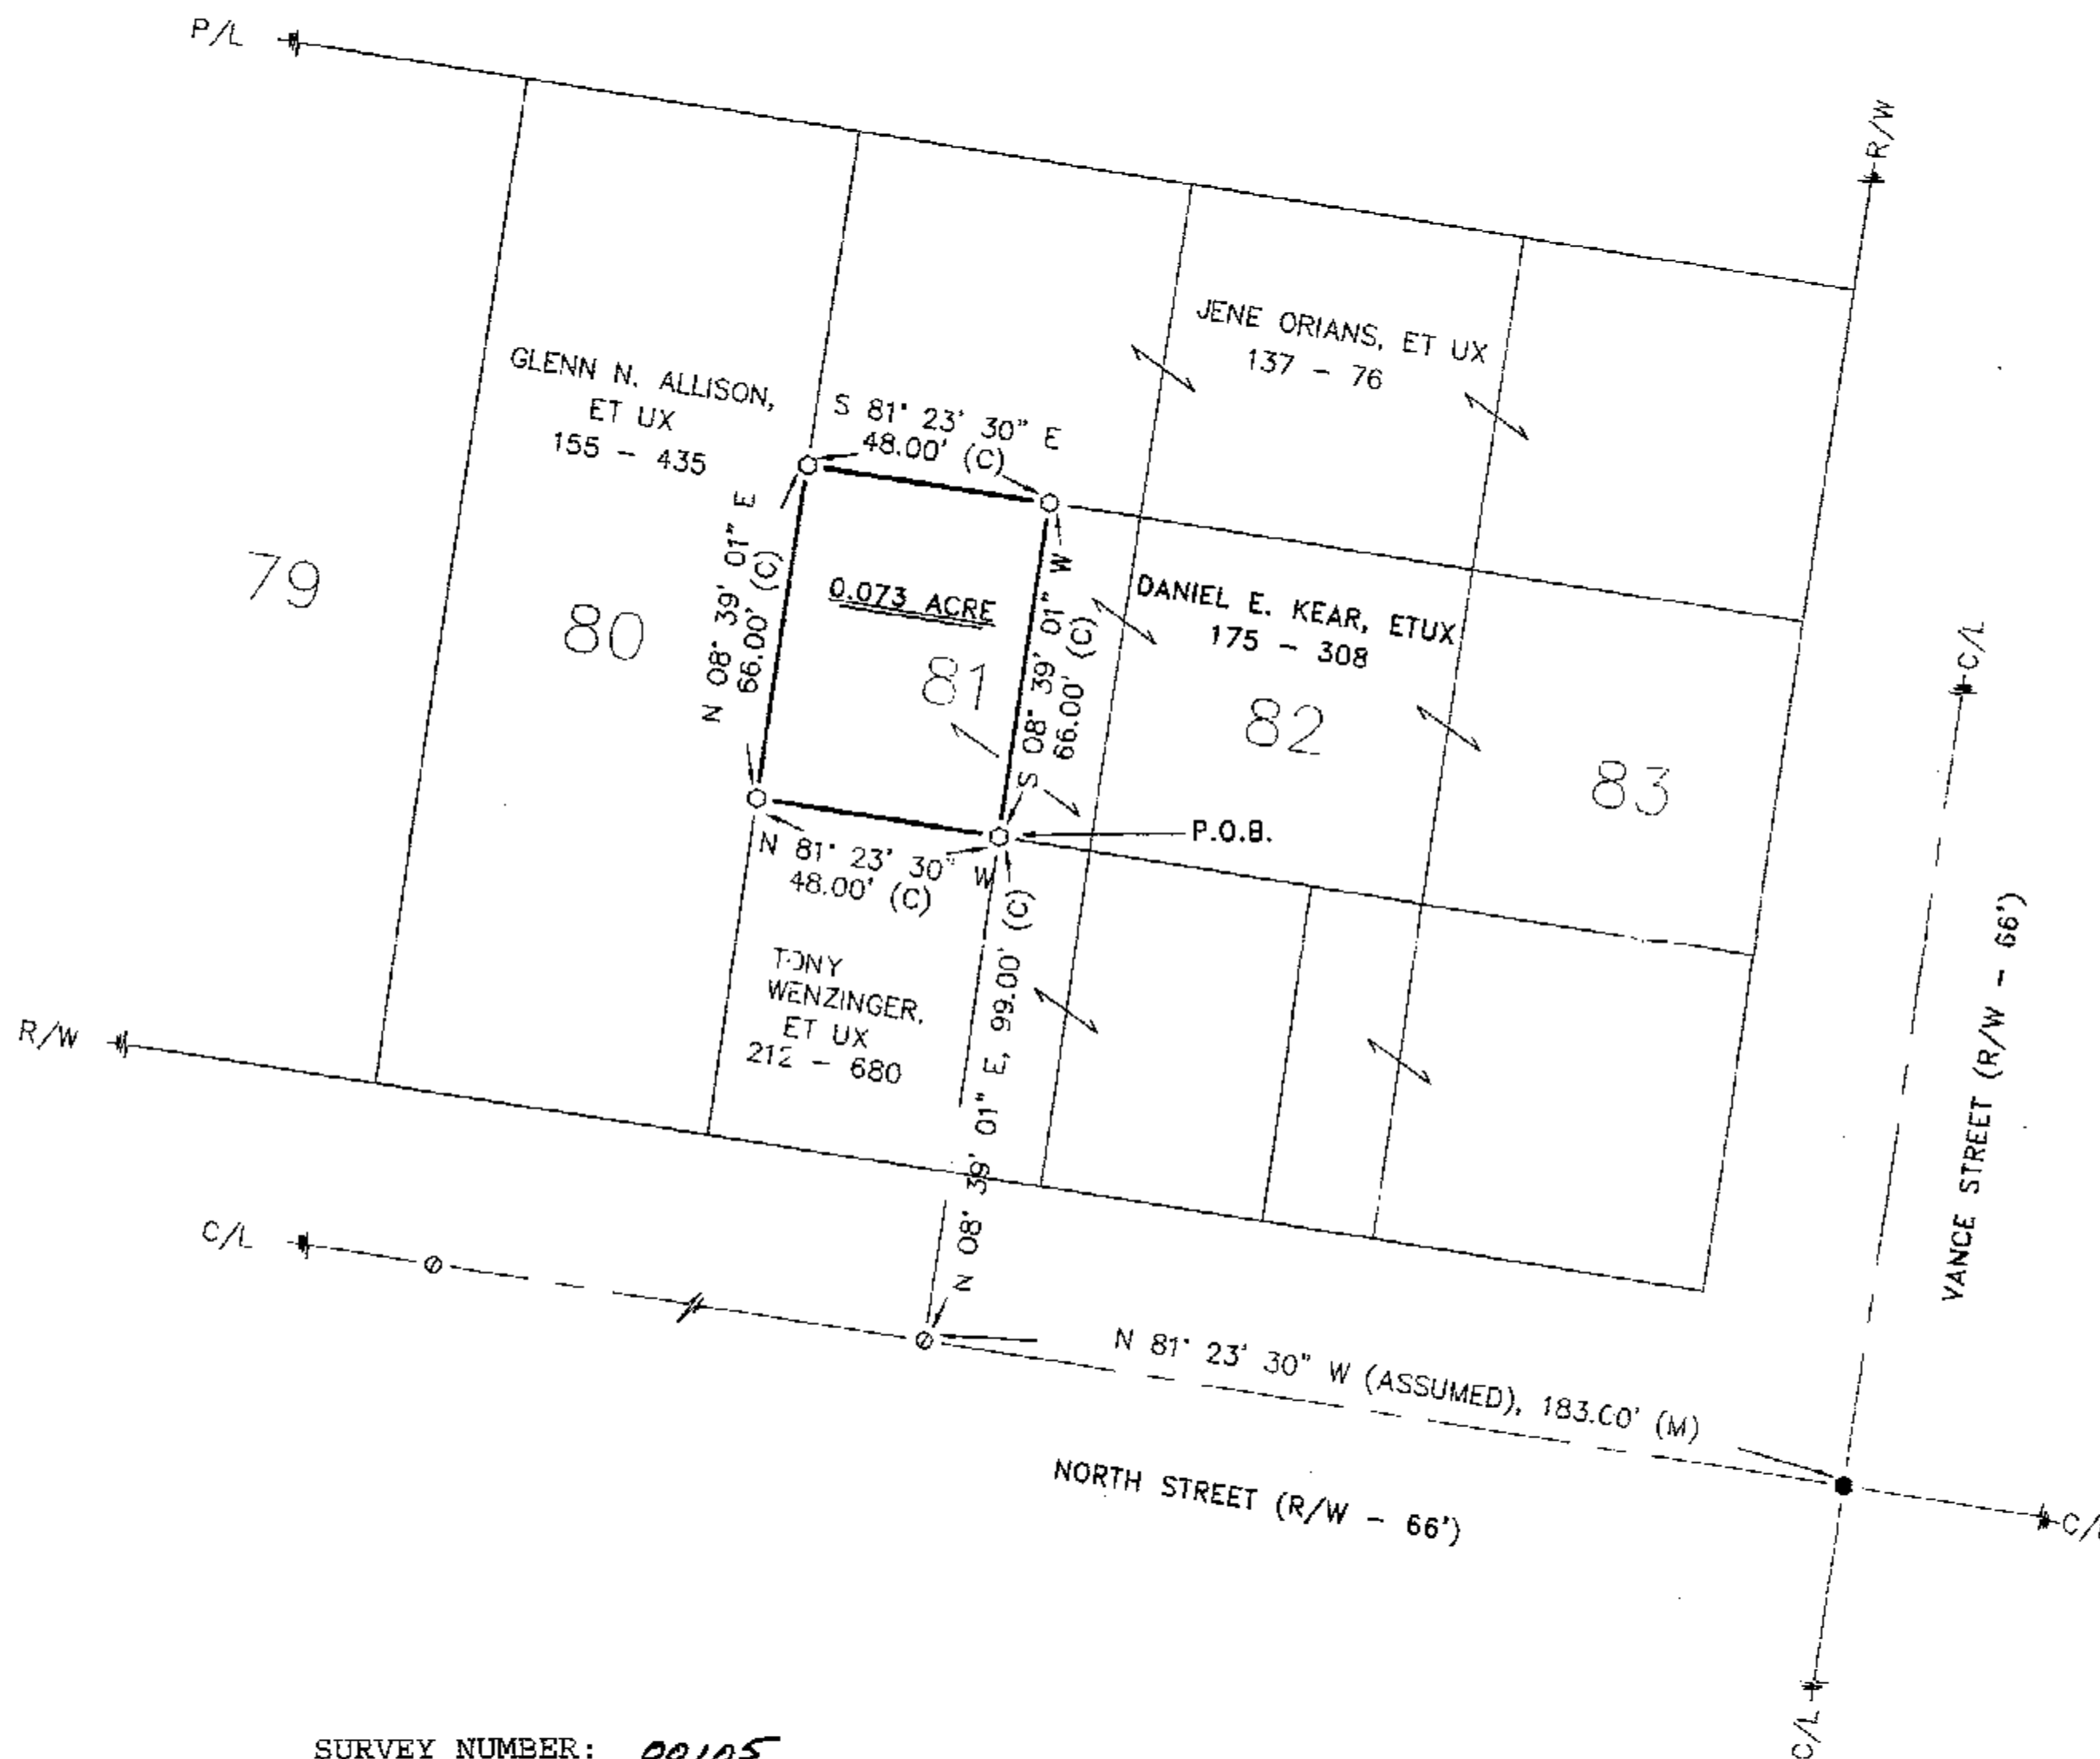 P/L
R/W
JENE ORIANS, ET UX
137 - 76
GLENN N. ALLISON,
ET UX
155 - 435
S 81° 23' 30" E
48.00' (C)
N 08° 39' 01" E
66.00' (C)
0.073 ACRE
S 08° 39' 01" W
66.00' (C)
DANIEL E. KEAR, ETUX
175 - 308
79
80
81
82
83
C/L
P.O.B.
N 81° 23' 30" W
48.00' (C)
TONY
WENZINGER,
ET UX
212 - 680
N 08° 39' 01" E, 99.00' (C)
VANCE STREET (R/W - 66')
R/W
C/L
N 81° 23' 30" W (ASSUMED), 183.00' (M)
NORTH STREET (R/W - 66')
C/L
C/L
SURVEY NUMBER: